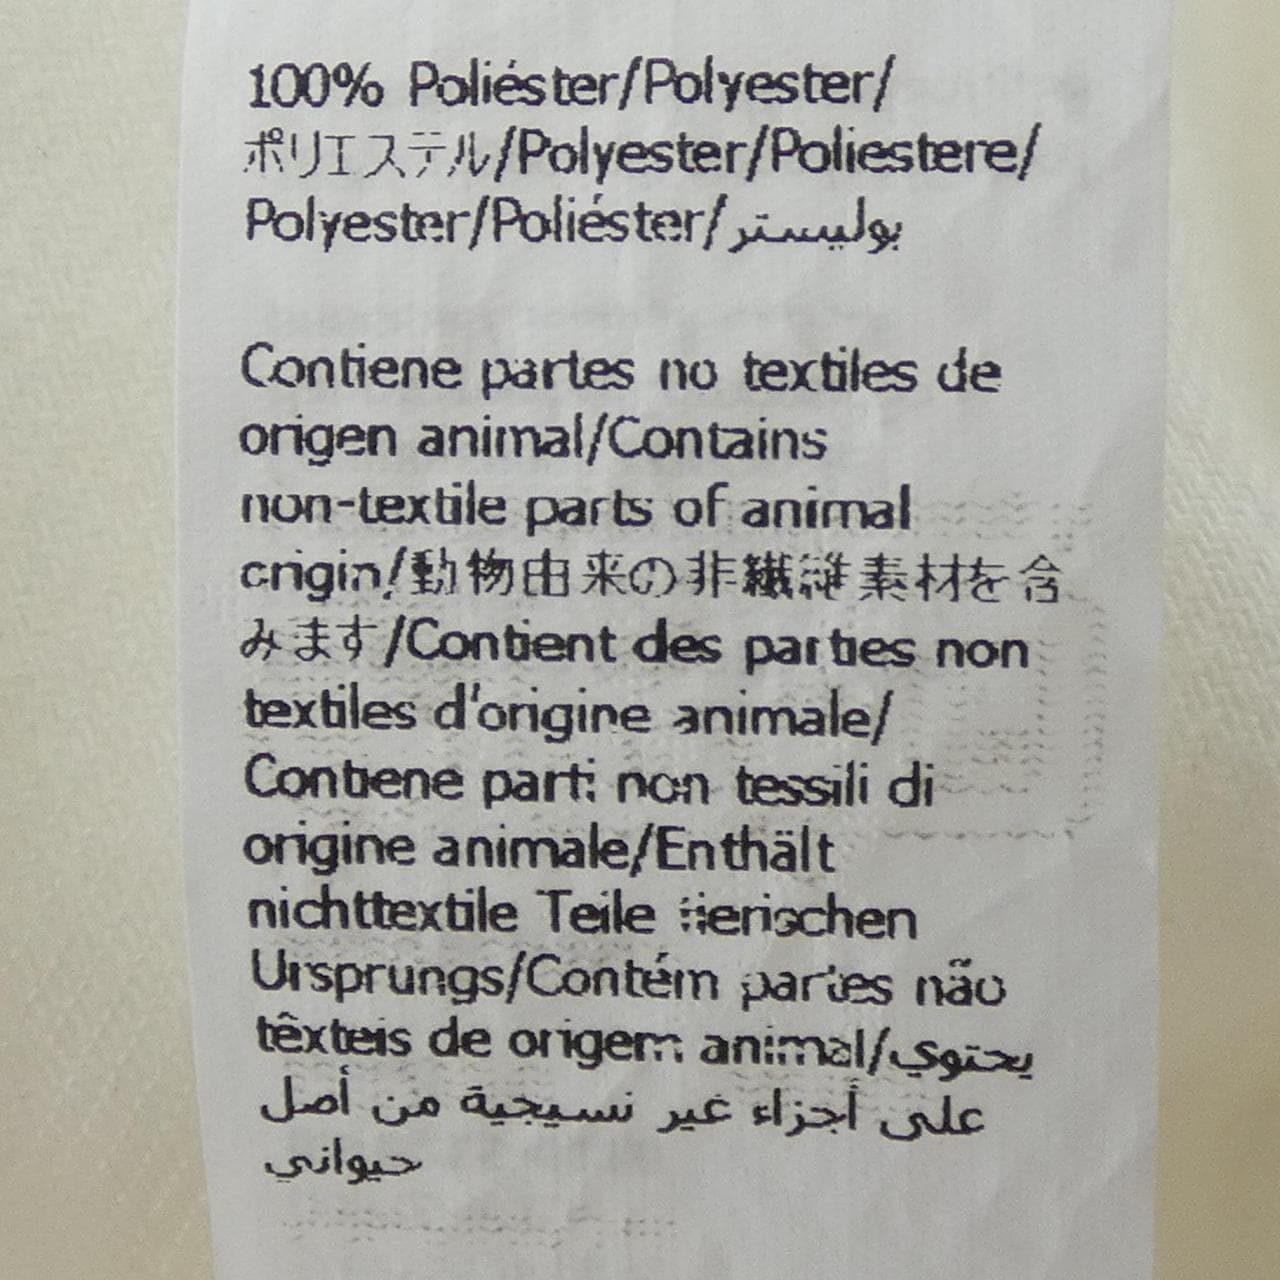 100% Poliéster/Polyester/
ポリエステル/Polyester/Poliestere/
Polyester/Poliéster/بوليستر
Contiene partes no textiles de
origen animal/Contains
non-textile parts of animal
origin/動物由来の非繊維素材を含
みます/Contient des parties non
textiles d'origine animale/
Contiene parti non tessili di
origine animale/Enthält
nichttextile Teile tierischen
Ursprungs/Contém partes não
têxteis de origem animal/يحتوي
على أجزاء غير نسيجية من أصل
حيواني